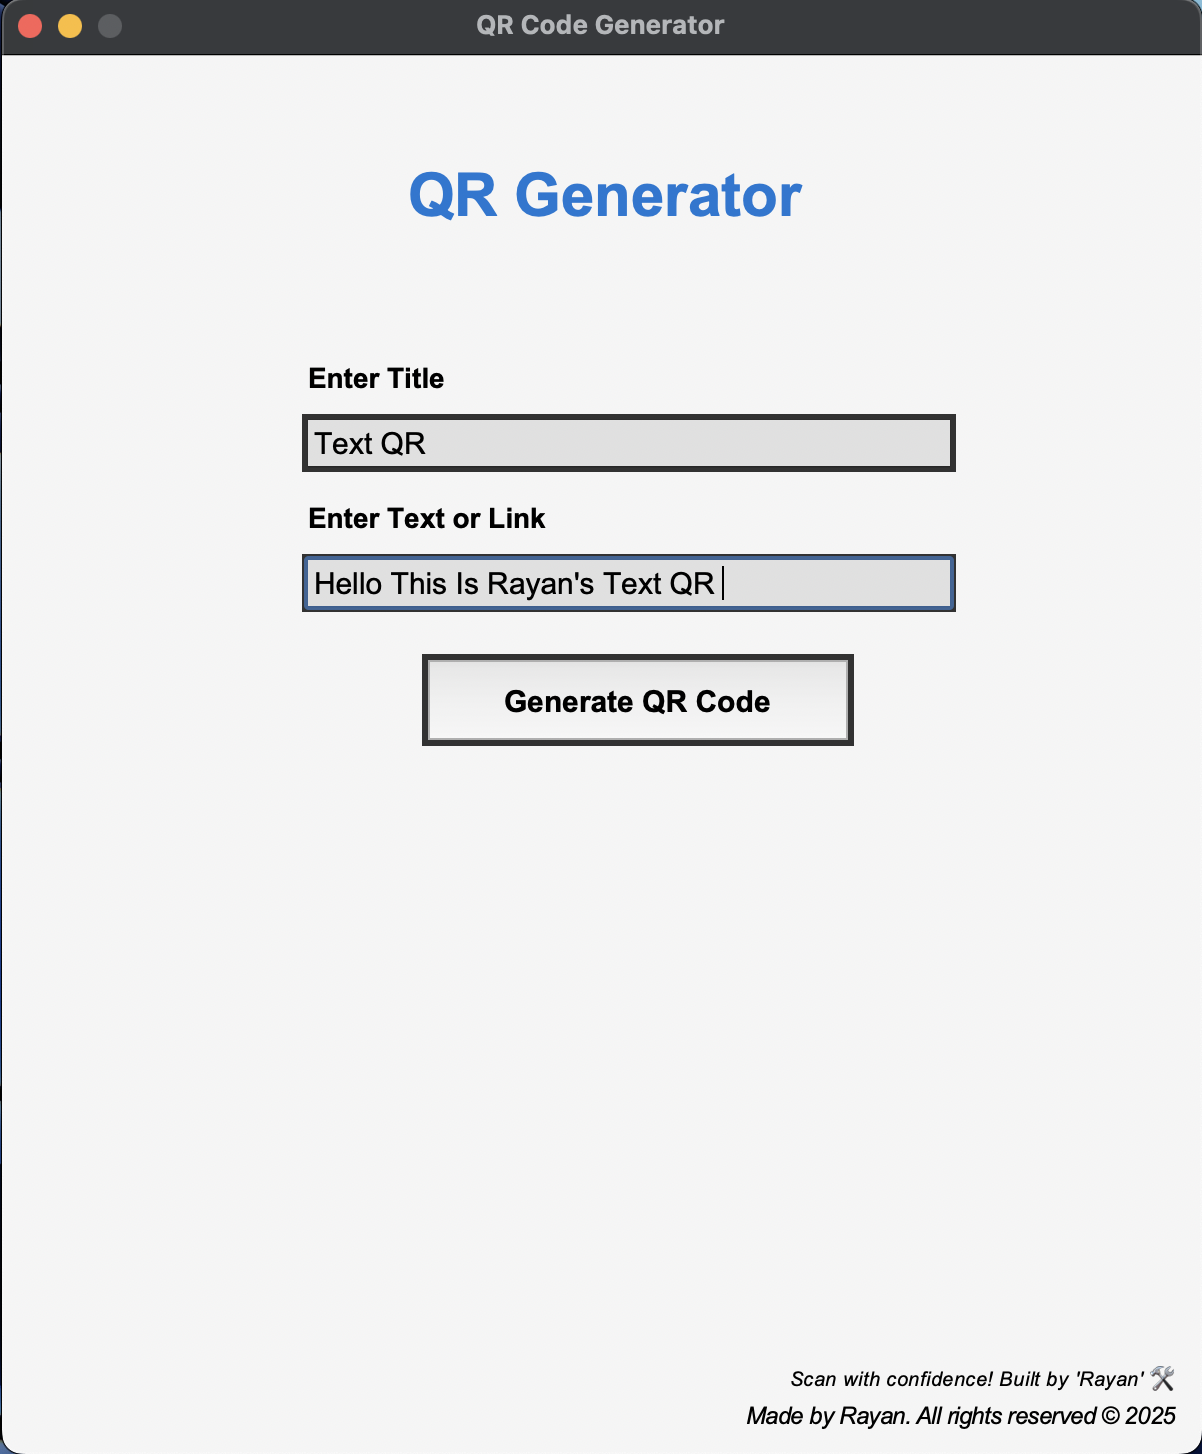 QR Code Generator
QR Generator
Enter Title
Text QR
Enter Text or Link
Hello This Is Rayan's Text QR
Generate QR Code
Scan with confidence! Built by 'Rayan' 🛠
Made by Rayan. All rights reserved © 2025